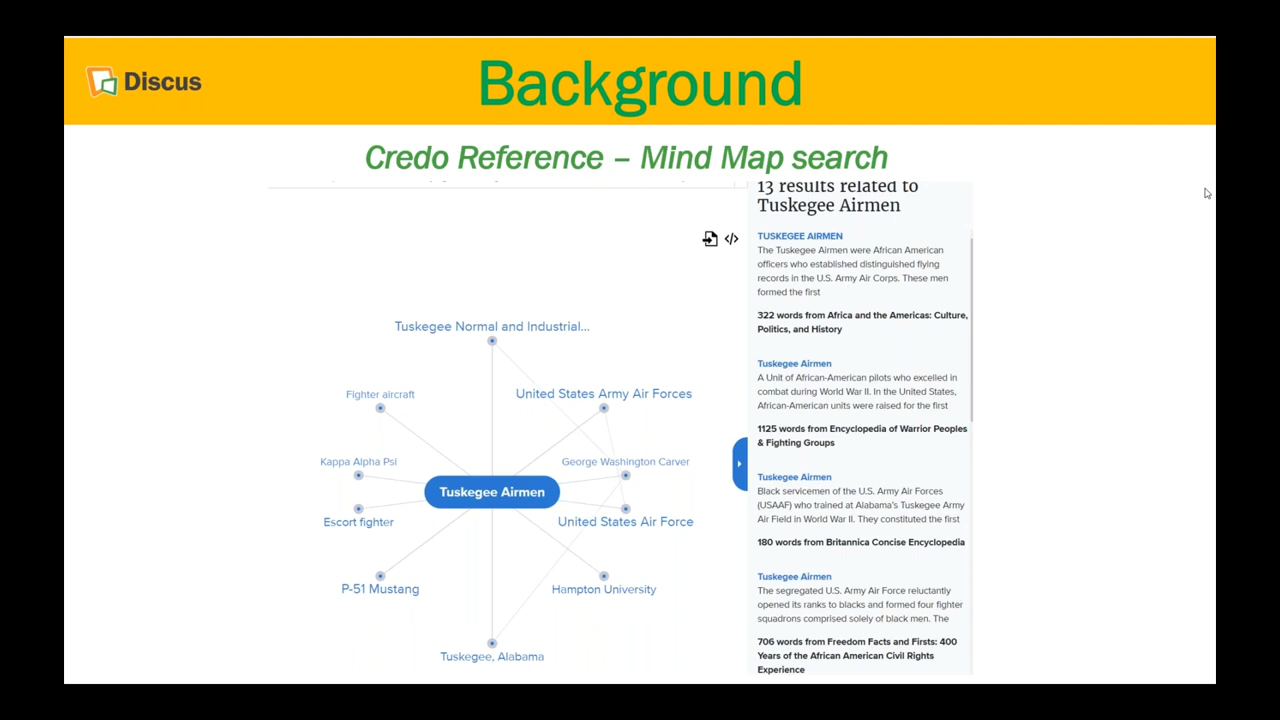 Discus
Background
Credo Reference – Mind Map search
13 results related to
Tuskegee Airmen
TUSKEGEE AIRMEN
The Tuskegee Airmen were African American
officers who established distinguished flying
records in the U.S. Army Air Corps. These men
formed the first
322 words from Africa and the Americas: Culture,
Politics, and History
Tuskegee Airmen
A Unit of African-American pilots who excelled in
combat during World War II. In the United States,
African-American units were raised for the first
1125 words from Encyclopedia of Warrior Peoples
& Fighting Groups
Tuskegee Airmen
Black servicemen of the U.S. Army Air Forces
(USAAF) who trained at Alabama's Tuskegee Army
Air Field in World War II. They constituted the first
180 words from Britannica Concise Encyclopedia
Tuskegee Airmen
The segregated U.S. Army Air Force reluctantly
opened its ranks to blacks and formed four fighter
squadrons comprised solely of black men. The
706 words from Freedom Facts and Firsts: 400
Years of the African American Civil Rights
Experience
Tuskegee Normal and Industrial...
Fighter aircraft
United States Army Air Forces
Kappa Alpha Psi
George Washington Carver
Tuskegee Airmen
Escort fighter
United States Air Force
P-51 Mustang
Hampton University
Tuskegee, Alabama